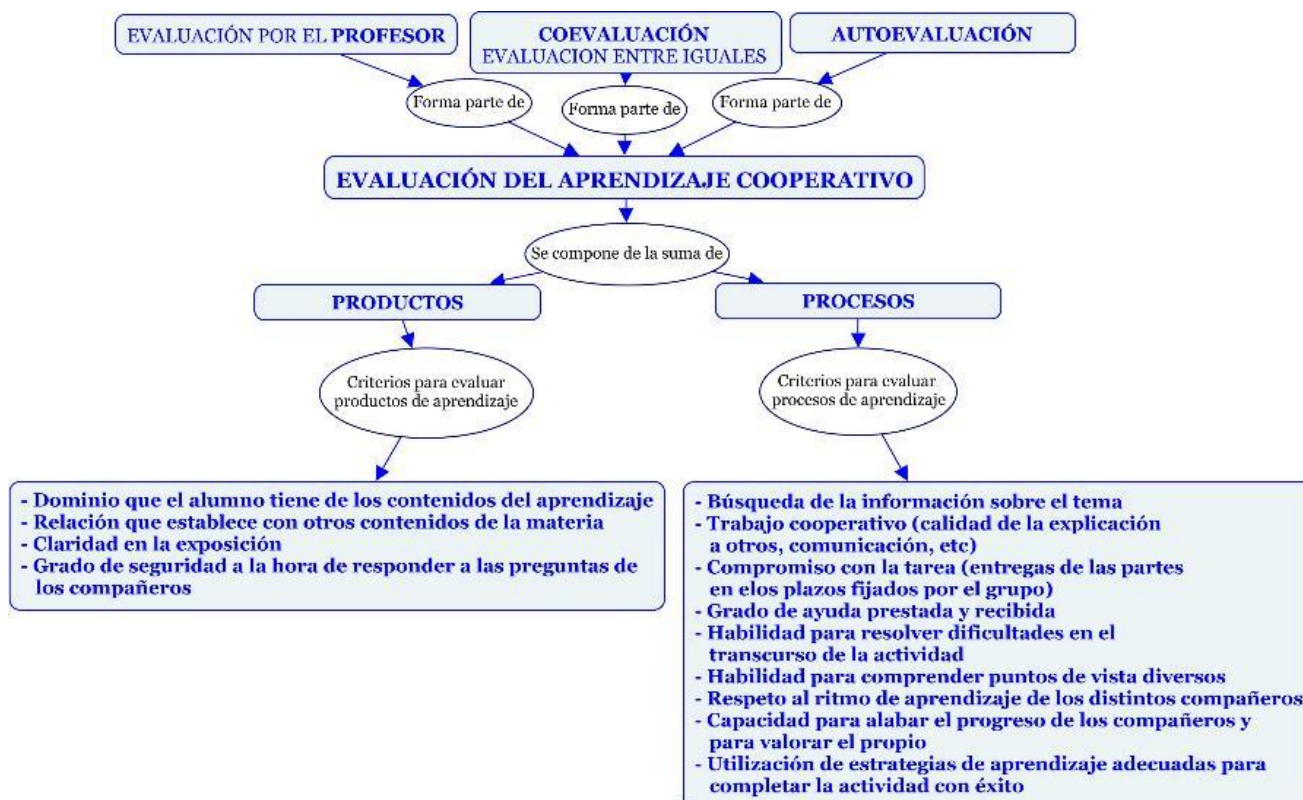 EVALUACIÓN POR EL PROFESOR
COEVALUACIÓN
EVALUACION ENTRE IGUALES
AUTOEVALUACIÓN
Forma parte de
Forma parte de
Forma parte de
EVALUACIÓN DEL APRENDIZAJE COOPERATIVO
Se compone de la suma de
PRODUCTOS
PROCESOS
Criterios para evaluar
productos de aprendizaje
Criterios para evaluar
procesos de aprendizaje
- Dominio que el alumno tiene de los contenidos del aprendizaje
- Relación que establece con otros contenidos de la materia
- Claridad en la exposición
- Grado de seguridad a la hora de responder a las preguntas de
los compañeros
- Búsqueda de la información sobre el tema
- Trabajo cooperativo (calidad de la explicación
a otros, comunicación, etc)
- Compromiso con la tarea (entregas de las partes
en elos plazos fijados por el grupo)
- Grado de ayuda prestada y recibida
- Habilidad para resolver dificultades en el
transcurso de la actividad
- Habilidad para comprender puntos de vista diversos
- Respeto al ritmo de aprendizaje de los distintos compañeros
- Capacidad para alabar el progreso de los compañeros y
para valorar el propio
- Utilización de estrategias de aprendizaje adecuadas para
completar la actividad con éxito